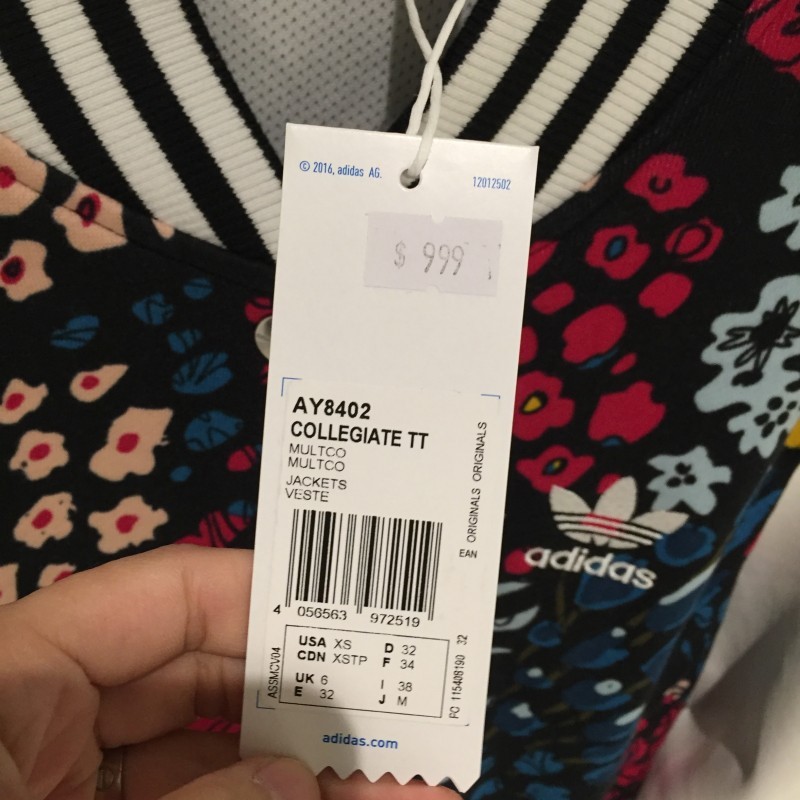 © 2016, adidas AG.
12012502
$ 999
AY8402
COLLEGIATE TT
MULTCO
MULTCO
JACKETS
VESTE
ORIGINALS ORIGINALS
EAN
4 056563 972519
USA XS D 32
CDN XSTP F 34
UK 6 I 38
E 32 J M
ASSMCV04
PC 115408190 32
adidas.com
adidas